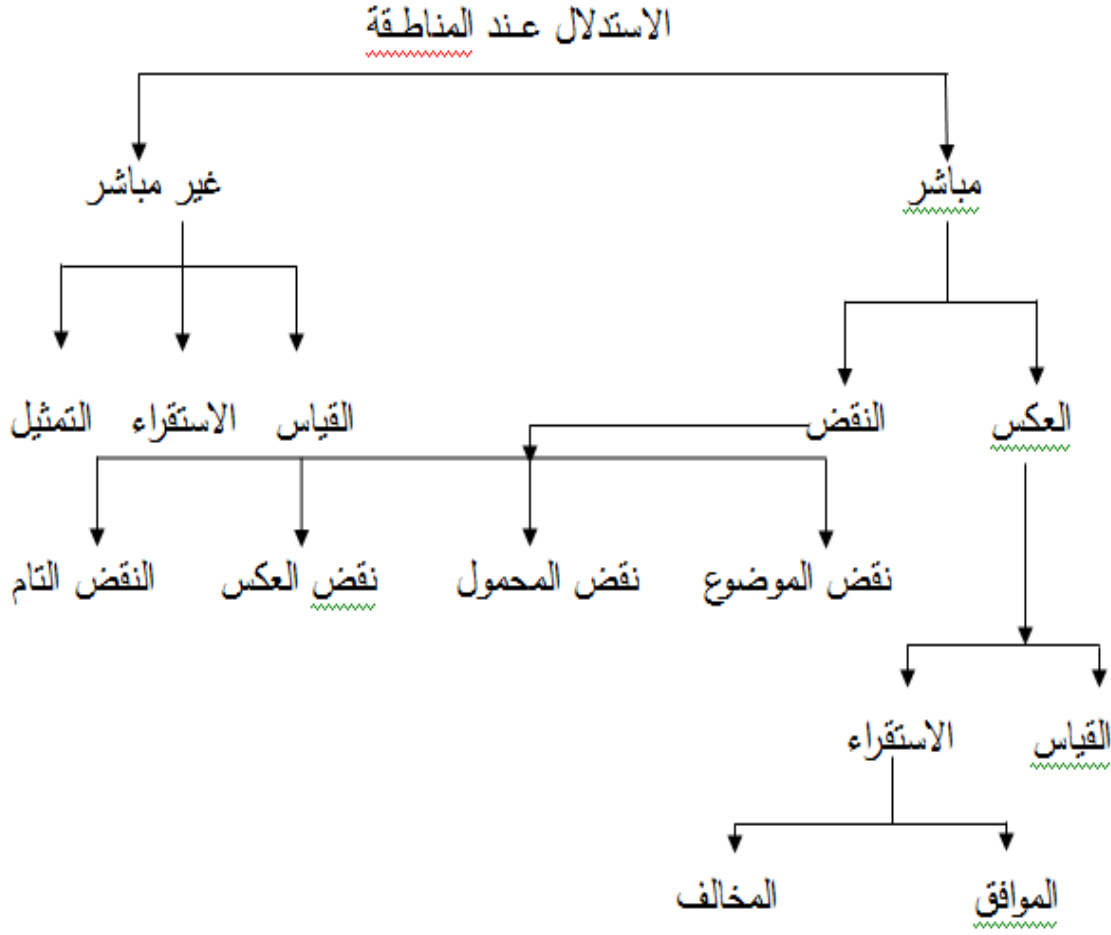 الاستدلال عند المناطقة
مباشر
غير مباشر
العكس
النقض
القياس
الاستقراء
التمثيل
نقض الموضوع
نقض المحمول
نقض العكس
النقض التام
القياس
الاستقراء
الموافق
المخالف